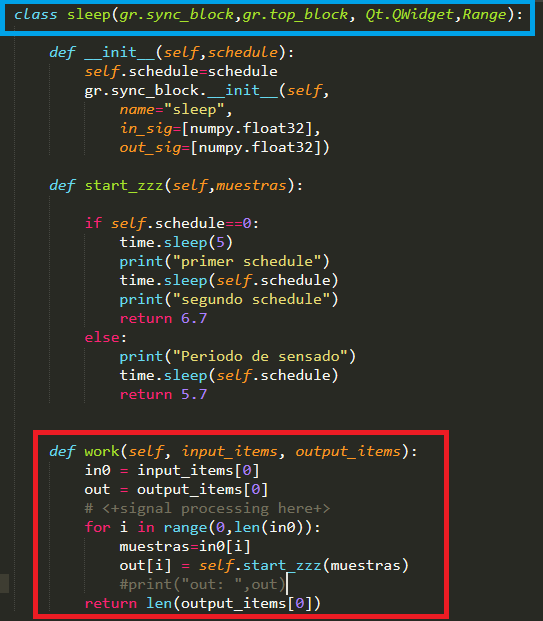 class sleep(gr.sync_block,gr.top_block, Qt.QWidget,Range):
def __init__(self,schedule):
self.schedule=schedule
gr.sync_block.__init__(self,
name="sleep",
in_sig=[numpy.float32],
out_sig=[numpy.float32])
def start_zzz(self,muestras):
if self.schedule==0:
time.sleep(5)
print("primer schedule")
time.sleep(self.schedule)
print("segundo schedule")
return 6.7
else:
print("Periodo de sensado")
time.sleep(self.schedule)
return 5.7
def work(self, input_items, output_items):
in0 = input_items[0]
out = output_items[0]
# <+signal processing here+>
for i in range(0,len(in0)):
muestras=in0[i]
out[i] = self.start_zzz(muestras)
#print("out: ",out)
return len(output_items[0])